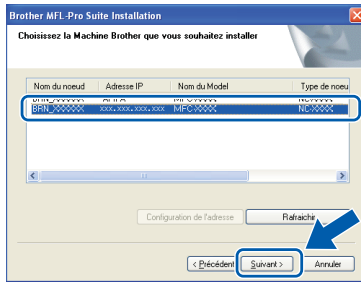 Brother MFL-Pro Suite Installation
Choisissez la Machine Brother que vous souhaitez installer
Nom du noeud Adresse IP Nom du Model Type de noeu
BRN_XXXXXX xxx.xxx.xxx.xxx MFC-XXXX NC-XXXX
Configuration de l'adresse Rafraichir
< Précédent Suivant > Annuler